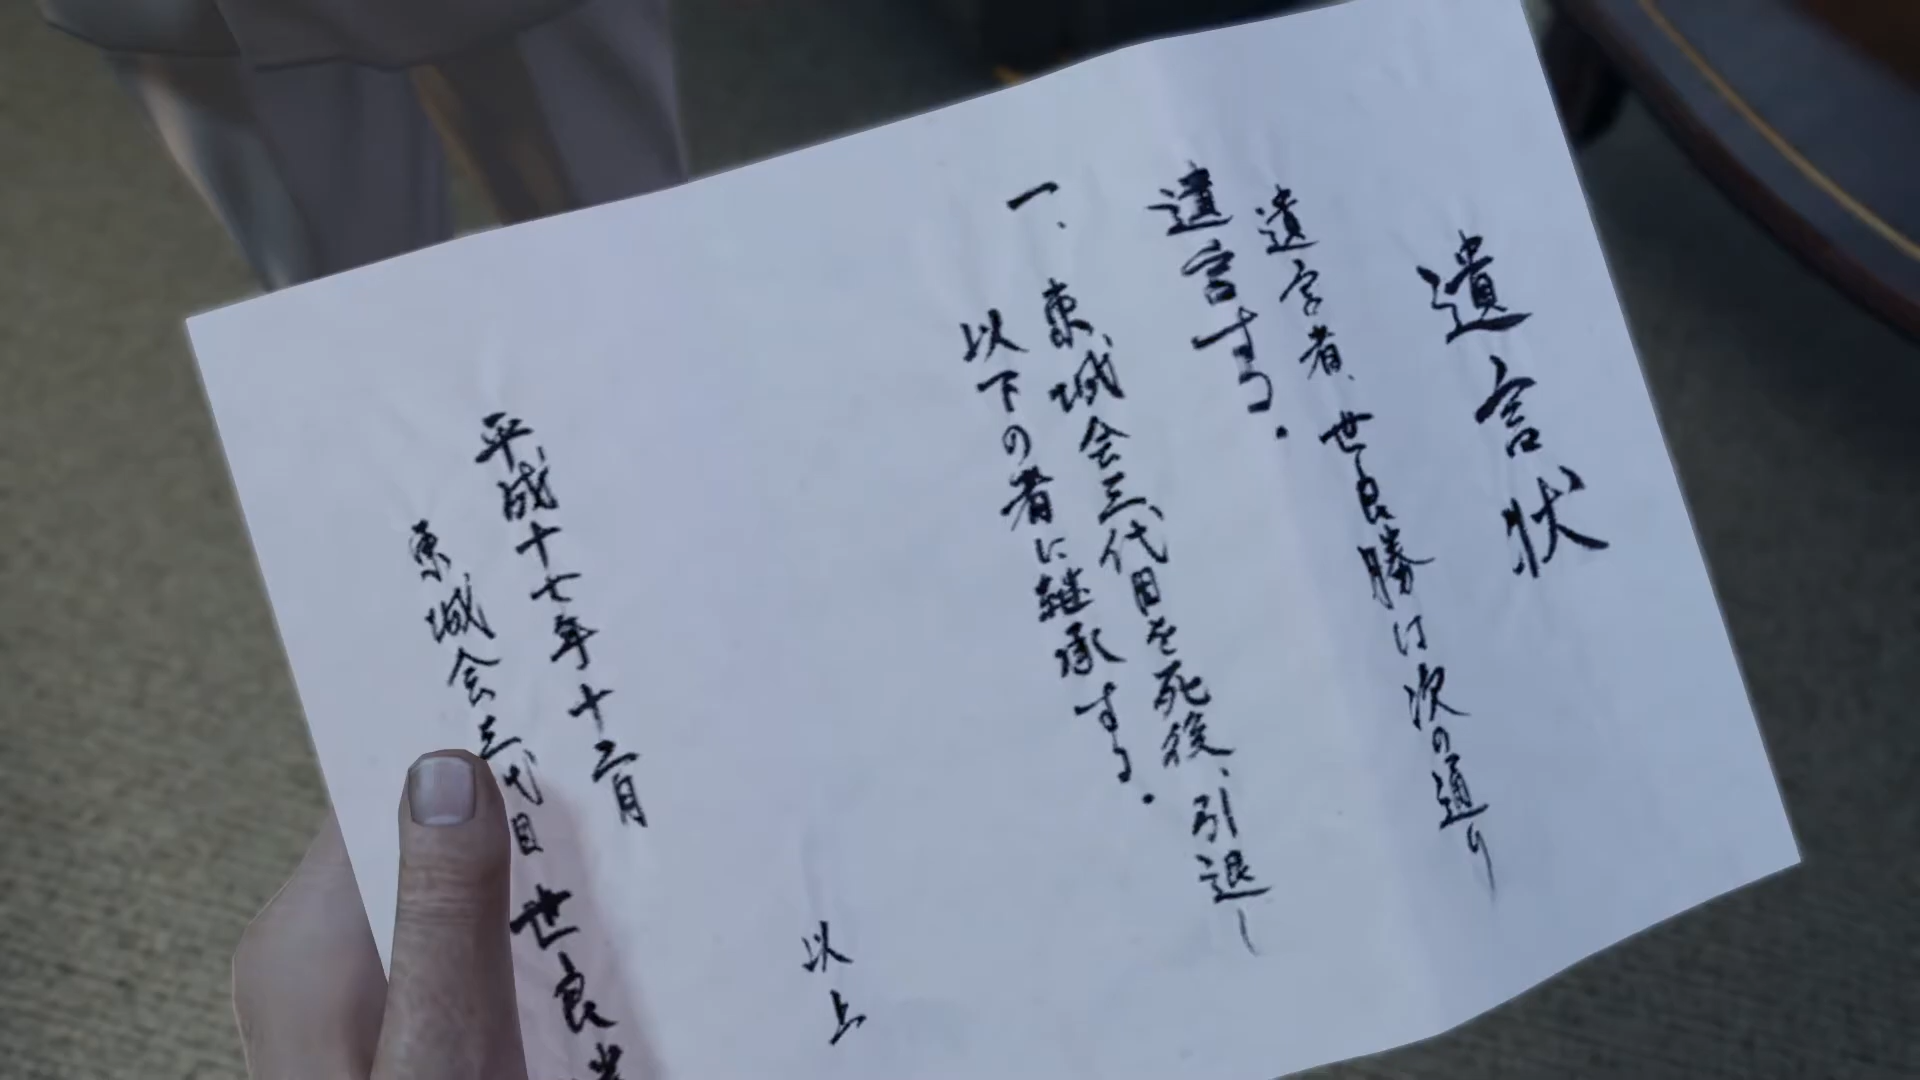 遺言状
遺言者、世良勝は次の通り
遺言する。
一、東城会三代目を死後、引退し
以下の者に継承する。
以上
平成十七年十二月
東城会三代目 世良